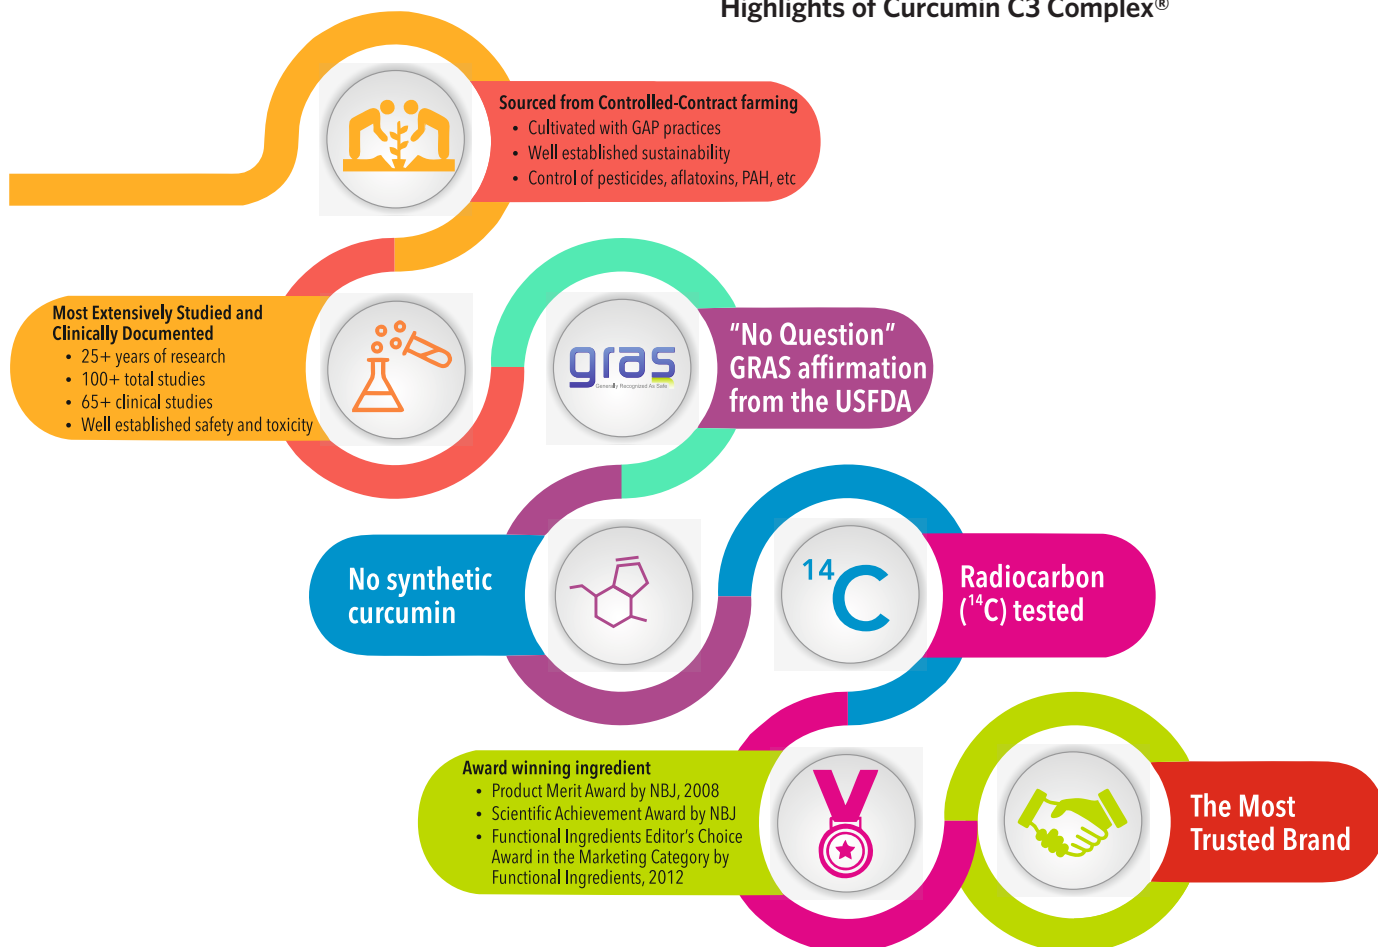 Highlights of Curcumin C3 Complex®
Sourced from Controlled-Contract farming
• Cultivated with GAP practices
• Well established sustainability
• Control of pesticides, aflatoxins, PAH, etc
Most Extensively Studied and
Clinically Documented
• 25+ years of research
• 100+ total studies
• 65+ clinical studies
• Well established safety and toxicity
gras
Generally Recognized As Safe
"No Question"
GRAS affirmation
from the USFDA
No synthetic
curcumin
¹⁴C
Radiocarbon
(¹⁴C) tested
Award winning ingredient
• Product Merit Award by NBJ, 2008
• Scientific Achievement Award by NBJ
• Functional Ingredients Editor's Choice
Award in the Marketing Category by
Functional Ingredients, 2012
The Most
Trusted Brand